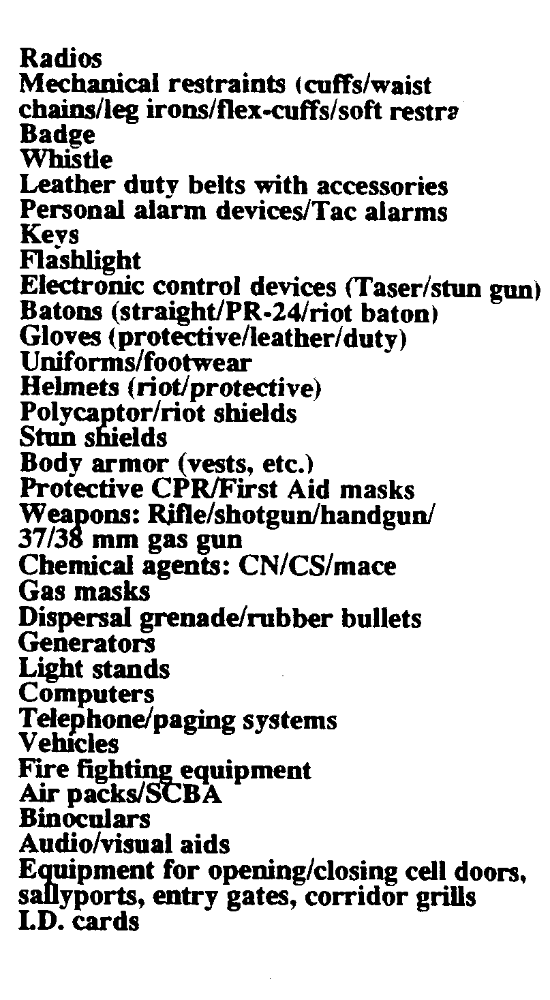 Radios
Mechanical restraints (cuffs/waist
chains/leg irons/flex-cuffs/soft restra
Badge
Whistle
Leather duty belts with accessories
Personal alarm devices/Tac alarms
Keys
Flashlight
Electronic control devices (Taser/stun gun)
Batons (straight/PR-24/riot baton)
Gloves (protective/leather/duty)
Uniforms/footwear
Helmets (riot/protective)
Polycaptor/riot shields
Stun shields
Body armor (vests, etc.)
Protective CPR/First Aid masks
Weapons: Rifle/shotgun/handgun/
37/38 mm gas gun
Chemical agents: CN/CS/mace
Gas masks
Dispersal grenade/rubber bullets
Generators
Light stands
Computers
Telephone/paging systems
Vehicles
Fire fighting equipment
Air packs/SCBA
Binoculars
Audio/visual aids
Equipment for opening/closing cell doors,
sallyports, entry gates, corridor grills
I.D. cards